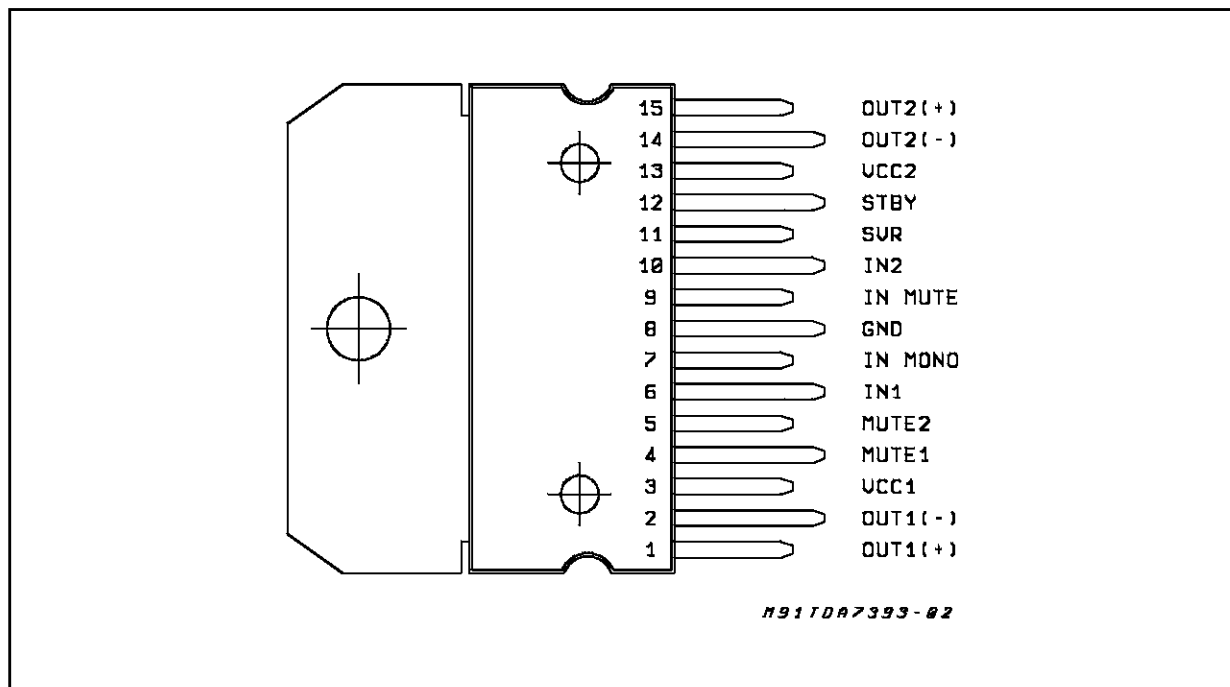 15 OUT2(+)
14 OUT2(-)
13 VCC2
12 STBY
11 SVR
10 IN2
9 IN MUTE
8 GND
7 IN MONO
6 IN1
5 MUTE2
4 MUTE1
3 VCC1
2 OUT1(-)
1 OUT1(+)
M91TDA7393-02